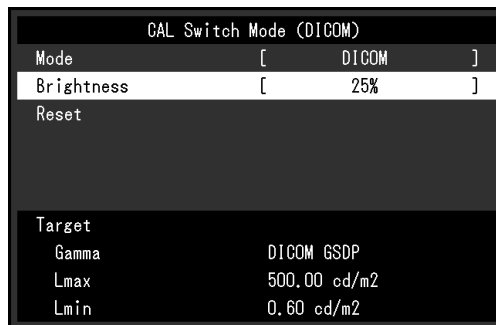 CAL Switch Mode (DICOM)
Mode [ DICOM ]
Brightness [ 25% ]
Reset
Target
Gamma DICOM GSDP
Lmax 500.00 cd/m2
Lmin 0.60 cd/m2